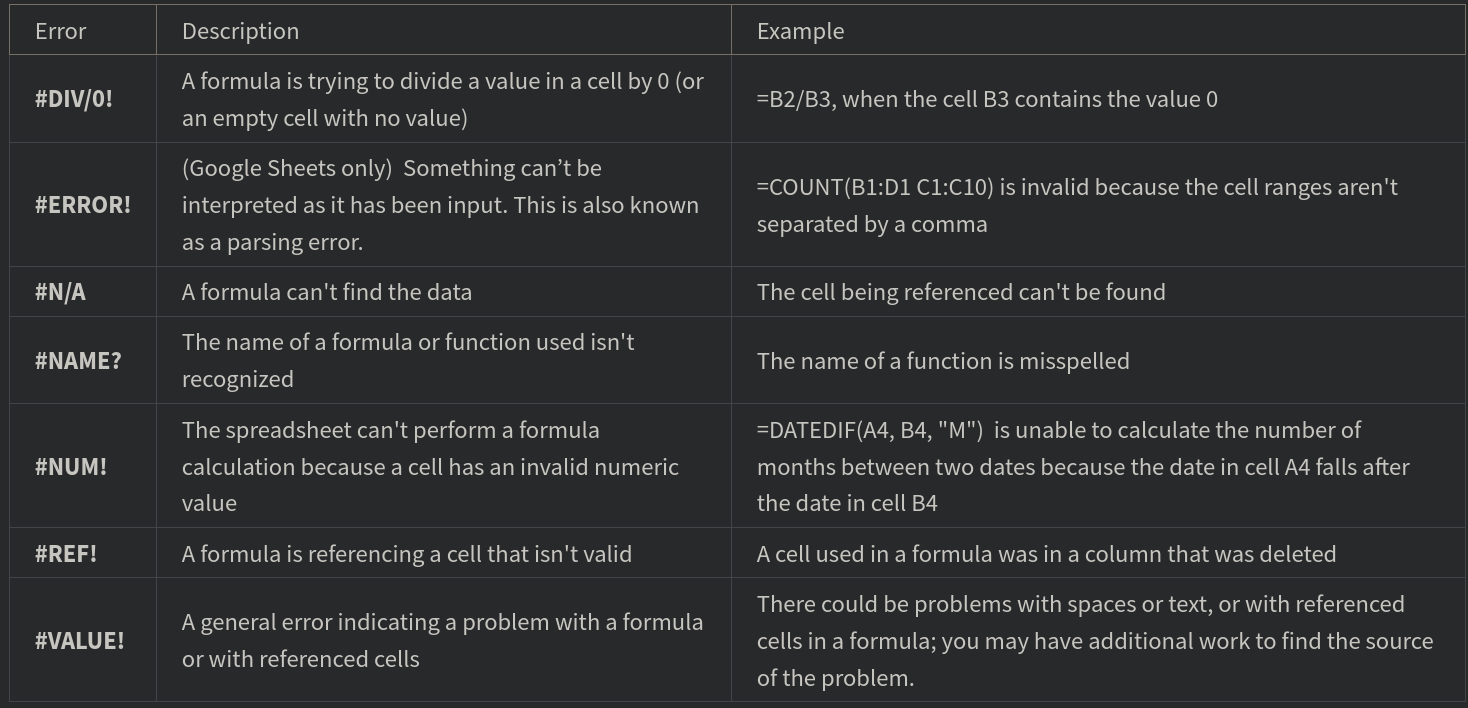 Error Description Example
#DIV/0! A formula is trying to divide a value in a cell by 0 (or
an empty cell with no value)
=B2/B3, when the cell B3 contains the value 0
#ERROR! (Google Sheets only)  Something can’t be
interpreted as it has been input. This is also known
as a parsing error.
=COUNT(B1:D1 C1:C10) is invalid because the cell ranges aren't
separated by a comma
#N/A A formula can't find the data
The cell being referenced can't be found
#NAME? The name of a formula or function used isn't
recognized
The name of a function is misspelled
#NUM! The spreadsheet can't perform a formula
calculation because a cell has an invalid numeric
value
=DATEDIF(A4, B4, "M")  is unable to calculate the number of
months between two dates because the date in cell A4 falls after
the date in cell B4
#REF! A formula is referencing a cell that isn't valid
A cell used in a formula was in a column that was deleted
#VALUE! A general error indicating a problem with a formula
or with referenced cells
There could be problems with spaces or text, or with referenced
cells in a formula; you may have additional work to find the source
of the problem.